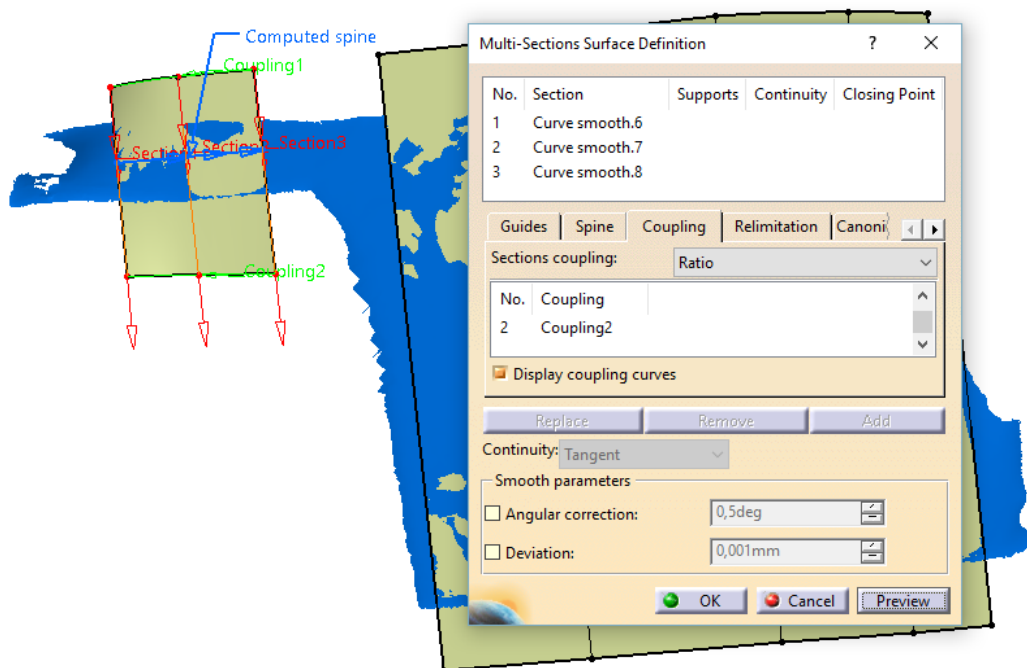 Computed spine
Coupling1
Section
Section
Section3
Coupling2
Multi-Sections Surface Definition
?
No. Section Supports Continuity Closing Point
1 Curve smooth.6
2 Curve smooth.7
3 Curve smooth.8
Guides Spine Coupling Relimitation Canoni
Sections coupling: Ratio
No. Coupling
2 Coupling2
Display coupling curves
Replace Remove Add
Continuity: Tangent
Smooth parameters
Angular correction: 0,5deg
Deviation: 0,001mm
OK Cancel Preview